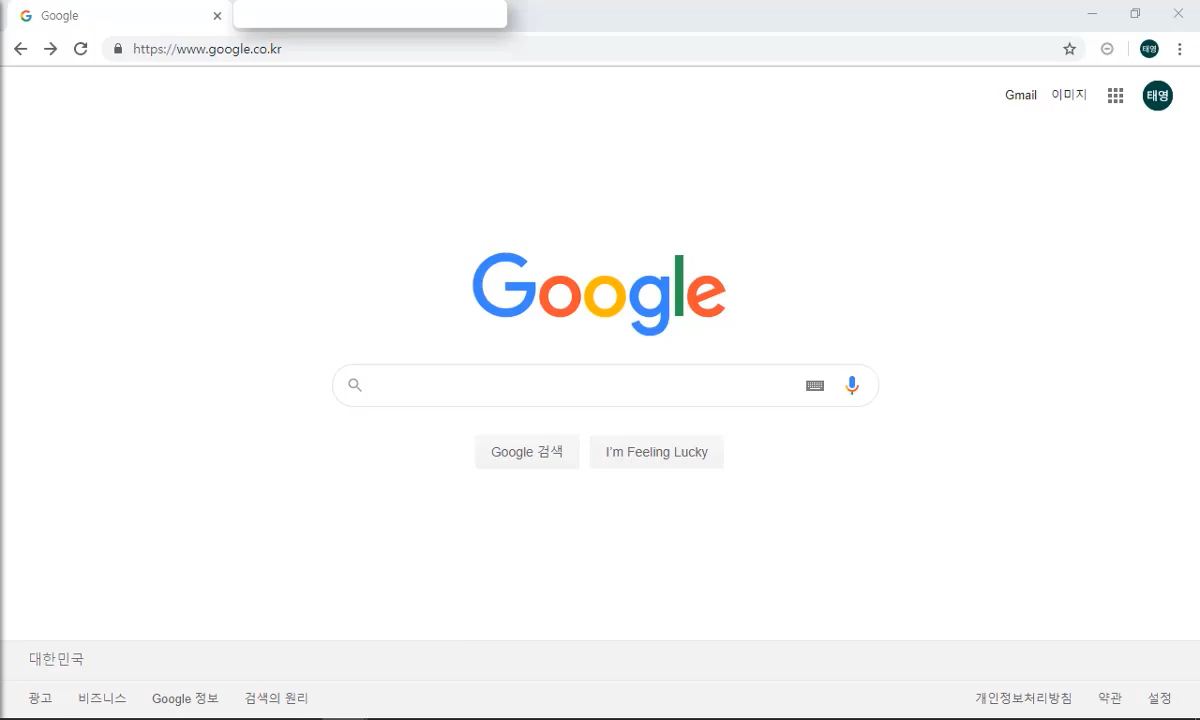 Google
https://www.google.co.kr
태영
Gmail 이미지 태영
Google
Google 검색 I'm Feeling Lucky
대한민국
광고 비즈니스 Google 정보 검색의 원리 개인정보처리방침 약관 설정